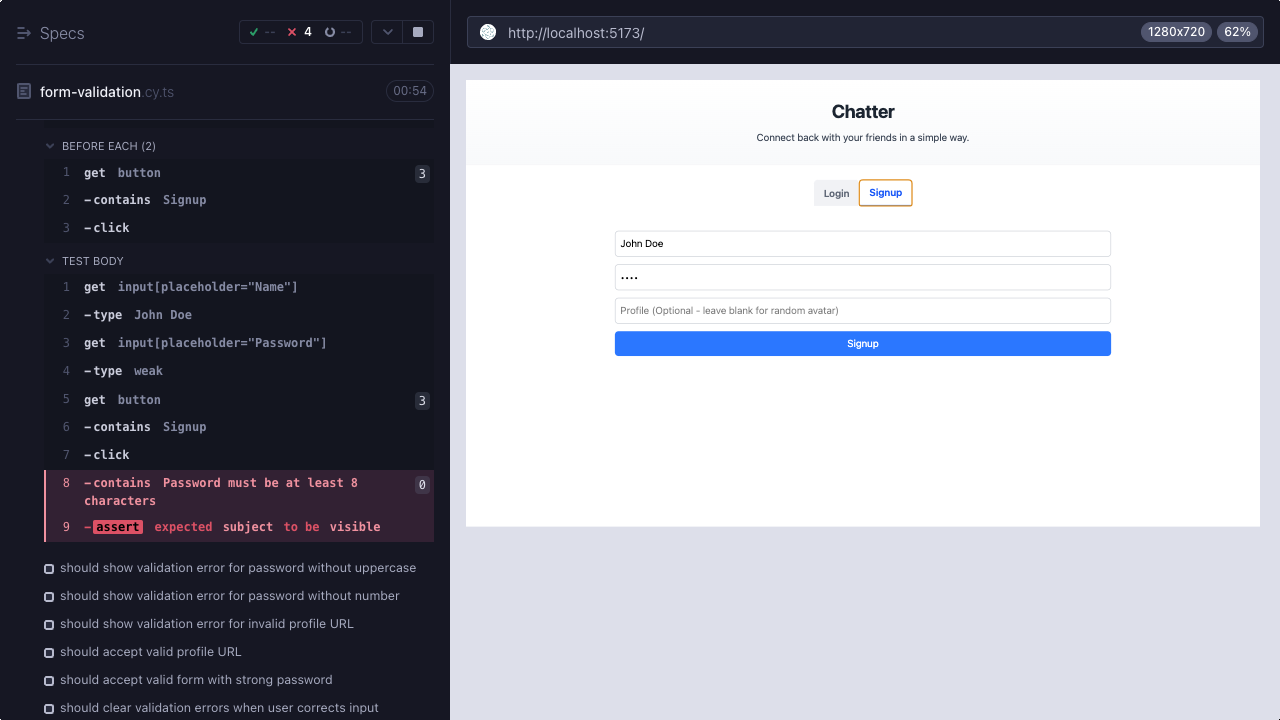 Specs
-- 4 --
form-validation.cy.ts
00:54
BEFORE EACH (2)
1 get button 3
2 -contains Signup
3 -click
TEST BODY
1 get input[placeholder="Name"]
2 -type John Doe
3 get input[placeholder="Password"]
4 -type weak
5 get button 3
6 -contains Signup
7 -click
8 -contains Password must be at least 8 0
characters
9 -assert expected subject to be visible
should show validation error for password without uppercase
should show validation error for password without number
should show validation error for invalid profile URL
should accept valid profile URL
should accept valid form with strong password
should clear validation errors when user corrects input
http://localhost:5173/
1280x720 62%
Chatter
Connect back with your friends in a simple way.
Login Signup
John Doe
••••
Profile (Optional - leave blank for random avatar)
Signup